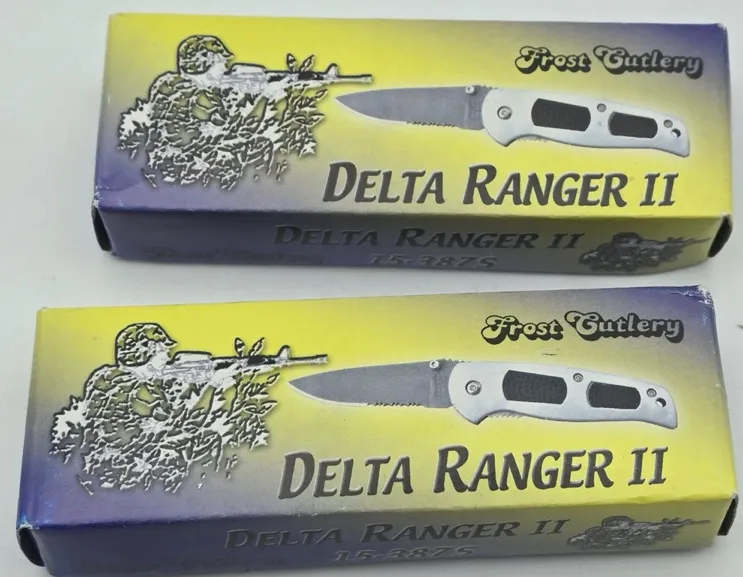 Frost Cutlery
DELTA RANGER II
DELTA RANGER II
15-387S
Frost Cutlery
DELTA RANGER II
DELTA RANGER II
15-387S